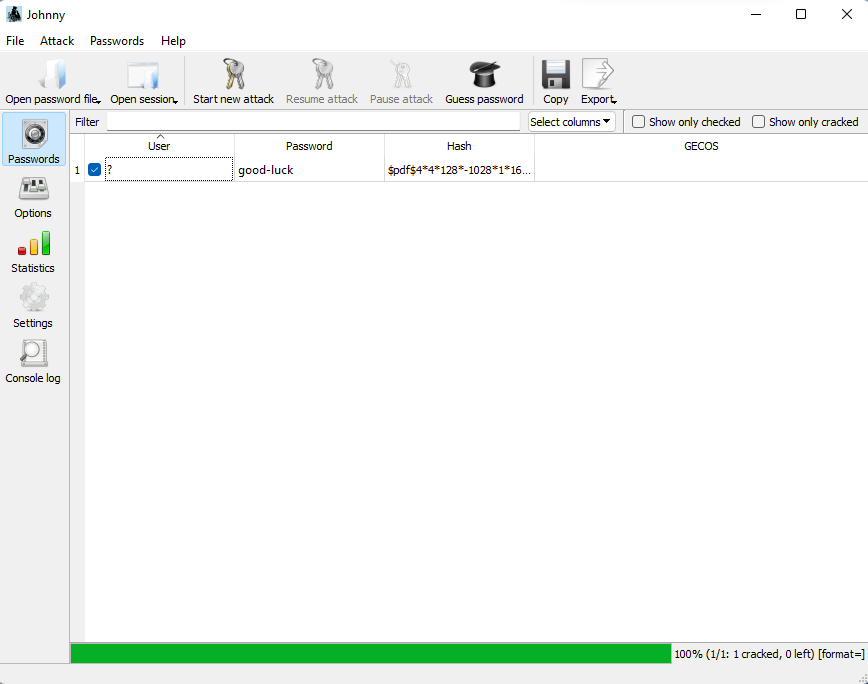 Johnny
File Attack Passwords Help
Open password file Open session Start new attack Resume attack Pause attack Guess password Copy Export
Filter Select columns Show only checked Show only cracked
Passwords
Options
Statistics
Settings
Console log
User Password Hash GECOS
1 ? good-luck $pdf$4*4*128*-1028*1*16...
100% (1/1: 1 cracked, 0 left) [format=]